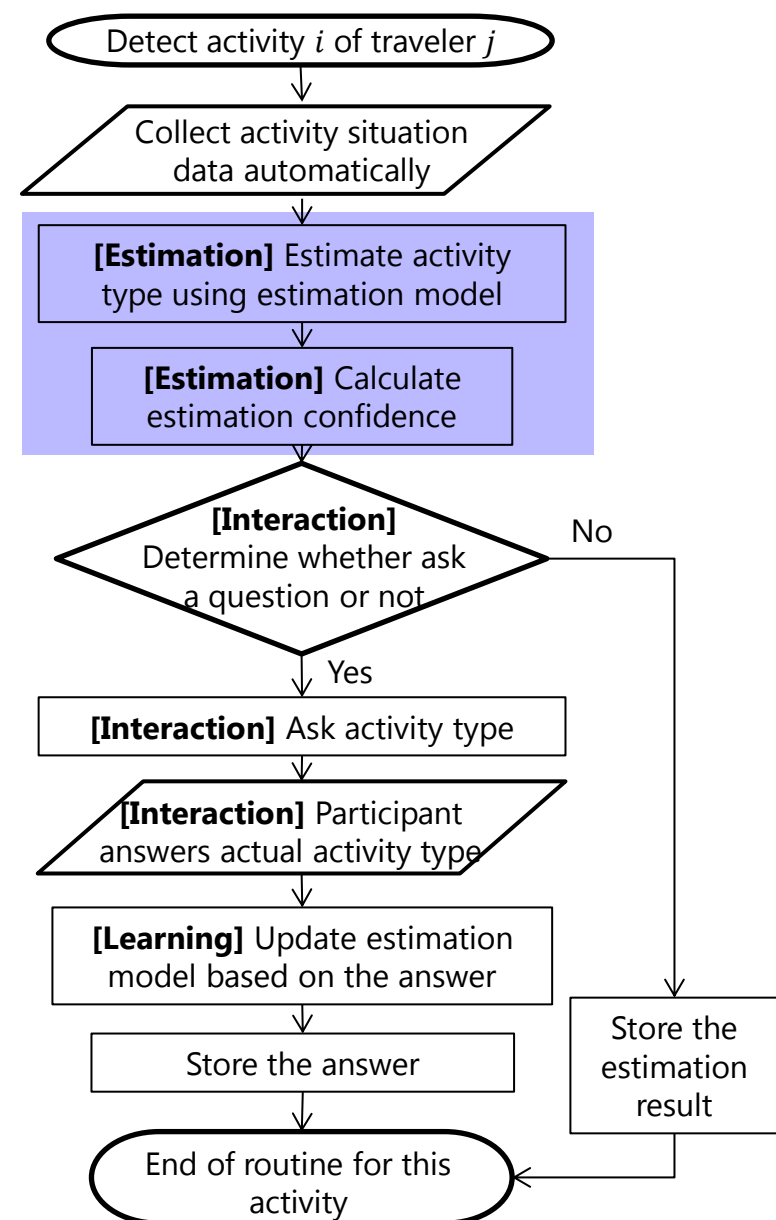 Detect activity i of traveler j
Collect activity situation
data automatically
[Estimation] Estimate activity
type using estimation model
[Estimation] Calculate
estimation confidence
[Interaction]
Determine whether ask
a question or not
No
Yes
[Interaction] Ask activity type
[Interaction] Participant
answers actual activity type
[Learning] Update estimation
model based on the answer
Store the answer
Store the
estimation
result
End of routine for this
activity